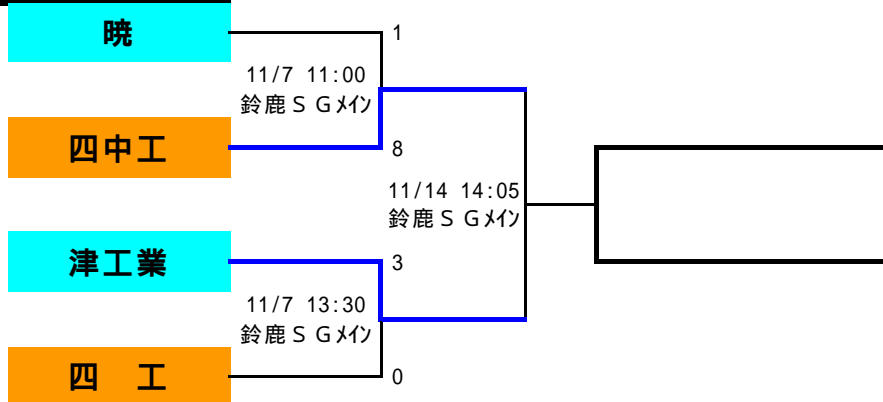 暁
1
11/7 11:00
鈴鹿ＳＧﾒｲﾝ
四中工
8
11/14 14:05
鈴鹿ＳＧﾒｲﾝ
津工業
3
11/7 13:30
鈴鹿ＳＧﾒｲﾝ
四　工
0